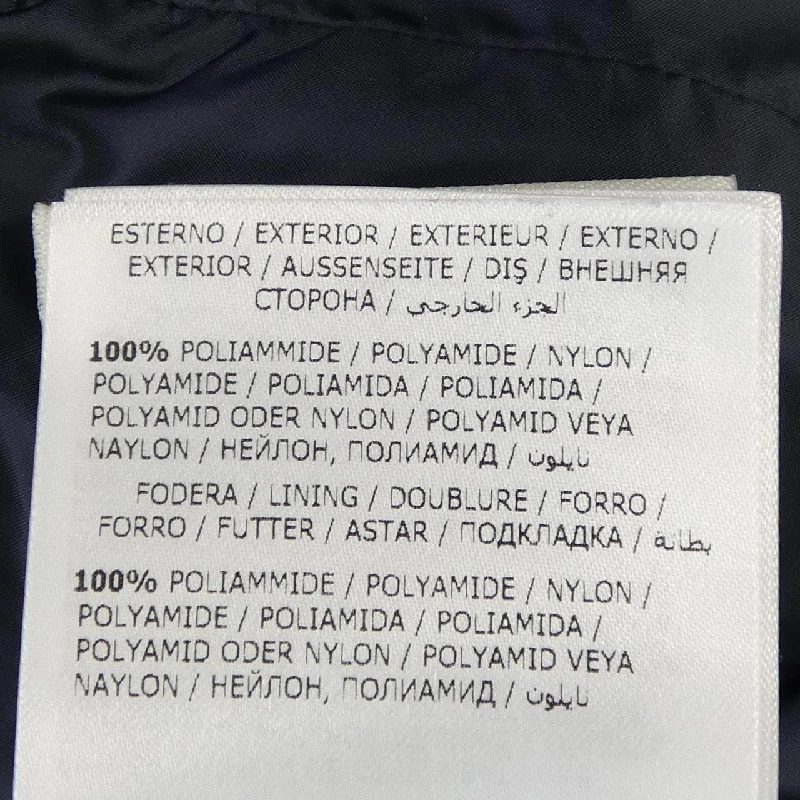 ESTERNO / EXTERIOR / EXTERIEUR / EXTERNO /
EXTERIOR / AUSSENSEITE / DIŞ / ВНЕШНЯЯ
СТОРОНА / الجزء الخارجي
100% POLIAMMIDE / POLYAMIDE / NYLON /
POLYAMIDE / POLIAMIDA / POLIAMIDA /
POLYAMID ODER NYLON / POLYAMID VEYA
NAYLON / НЕЙЛОН, ПОЛИАМИД / نايلون
FODERA / LINING / DOUBLURE / FORRO /
FORRO / FUTTER / ASTAR / ПОДКЛАДКА / بطانة
100% POLIAMMIDE / POLYAMIDE / NYLON /
POLYAMIDE / POLIAMIDA / POLIAMIDA /
POLYAMID ODER NYLON / POLYAMID VEYA
NAYLON / НЕЙЛОН, ПОЛИАМИД / نايلون